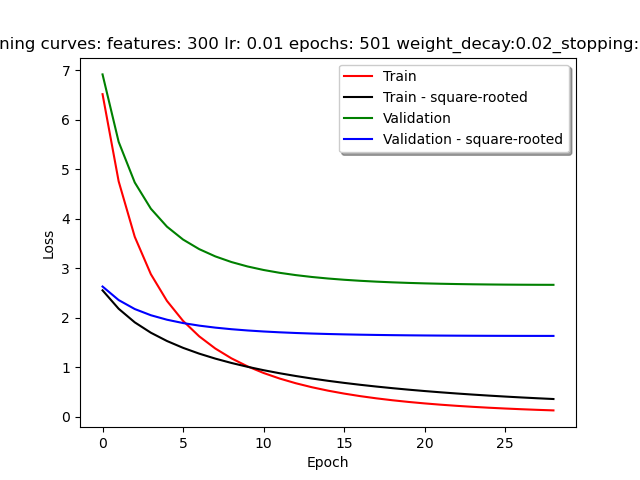 ning curves: features: 300 lr: 0.01 epochs: 501 weight_decay:0.02_stopping:
7
6
5
4
3
2
1
0
Loss
Train
Train - square-rooted
Validation
Validation - square-rooted
0 5 10 15 20 25
Epoch